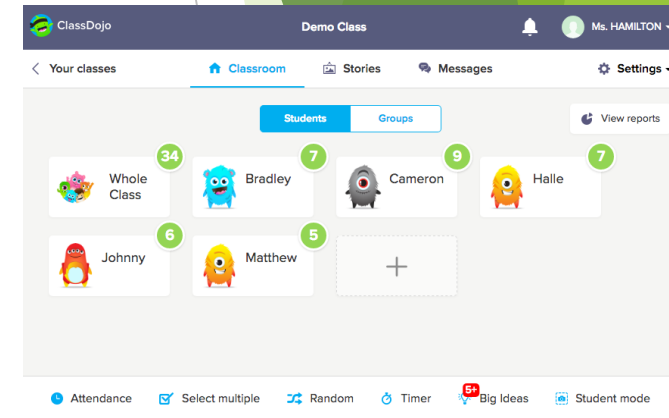 ClassDojo Demo Class Ms. HAMILTON
Your classes Classroom Stories Messages Settings
Students Groups View reports
34 7 9 7
Whole Class Bradley Cameron Halle
6 5
Johnny Matthew
5+
Attendance Select multiple Random Timer Big Ideas Student mode